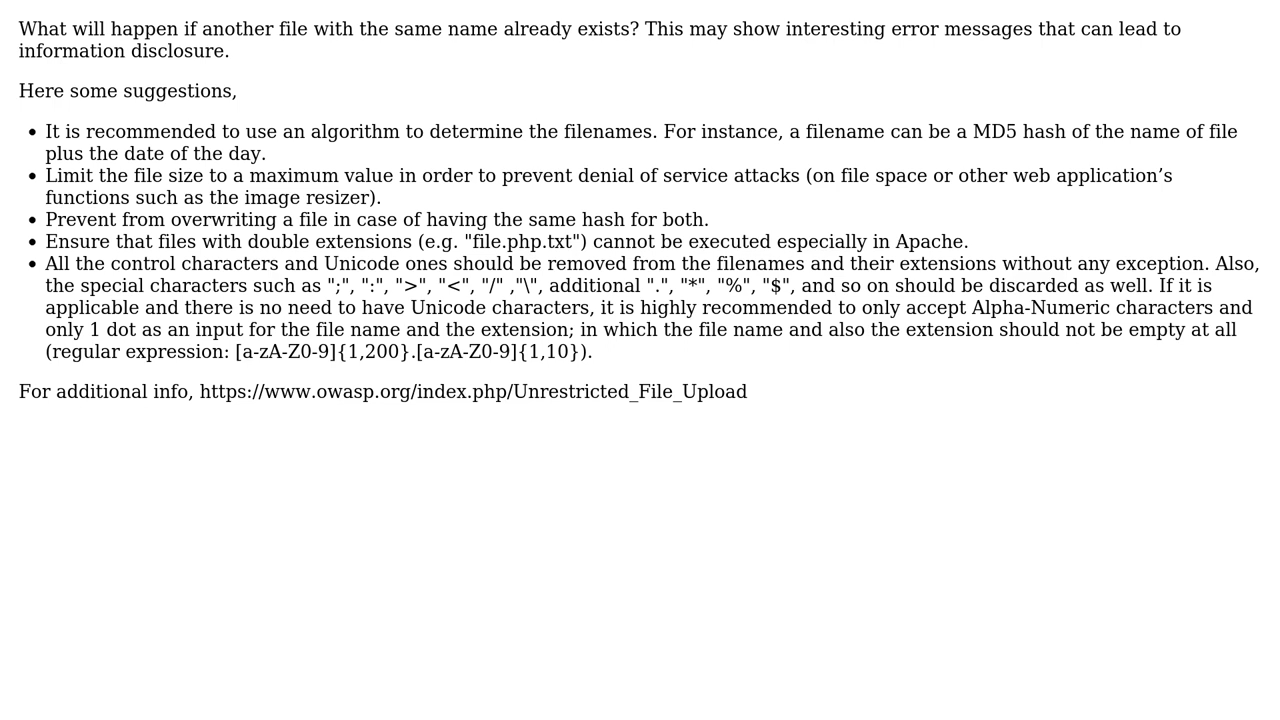 What will happen if another file with the same name already exists? This may show interesting error messages that can lead to
information disclosure.
Here some suggestions,
• It is recommended to use an algorithm to determine the filenames. For instance, a filename can be a MD5 hash of the name of file
plus the date of the day.
• Limit the file size to a maximum value in order to prevent denial of service attacks (on file space or other web application’s
functions such as the image resizer).
• Prevent from overwriting a file in case of having the same hash for both.
• Ensure that files with double extensions (e.g. "file.php.txt") cannot be executed especially in Apache.
• All the control characters and Unicode ones should be removed from the filenames and their extensions without any exception. Also,
the special characters such as ";", ":", ">", "<", "/" ,"\", additional ".", "*", "%", "$", and so on should be discarded as well. If it is
applicable and there is no need to have Unicode characters, it is highly recommended to only accept Alpha-Numeric characters and
only 1 dot as an input for the file name and the extension; in which the file name and also the extension should not be empty at all
(regular expression: [a-zA-Z0-9]{1,200}.[a-zA-Z0-9]{1,10}).
For additional info, https://www.owasp.org/index.php/Unrestricted_File_Upload